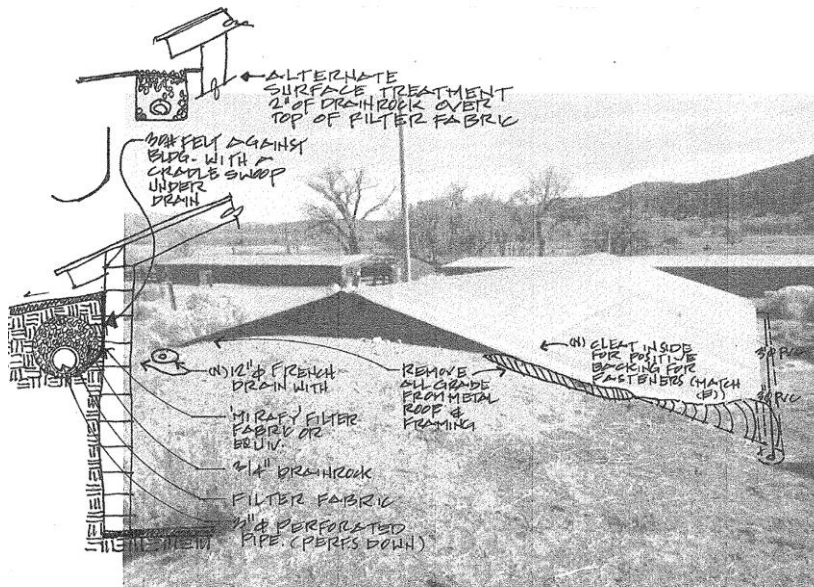 ALTERNATE
SURFACE TREATMENT
2" OF DRAINROCK OVER
TOP OF FILTER FABRIC
30# FELT AGAINST
BLDG. WITH A
CRADLE SWOOP
UNDER
DRAIN
(N) 12" ф FRENCH
DRAIN WITH
'MIRAFY' FILTER
FABRIC OR
EQUIV.
3/4" DRAINROCK
FILTER FABRIC
3" ф PERFORATED
PIPE. (PERFS DOWN)
REMOVE
ALL GRADE
FROM METAL
ROOF &
FRAMING
(N) CLEAT INSIDE
FOR POSITIVE
BACKING FOR
FASTENERS (MATCH
(E))